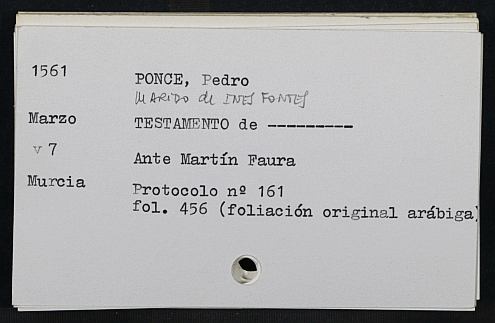 1561
PONCE, Pedro
MARIDO de INES FONTES
Marzo
TESTAMENTO de ---------
v 7
Ante Martín Faura
Murcia
Protocolo nº 161
fol. 456 (foliación original arábiga)